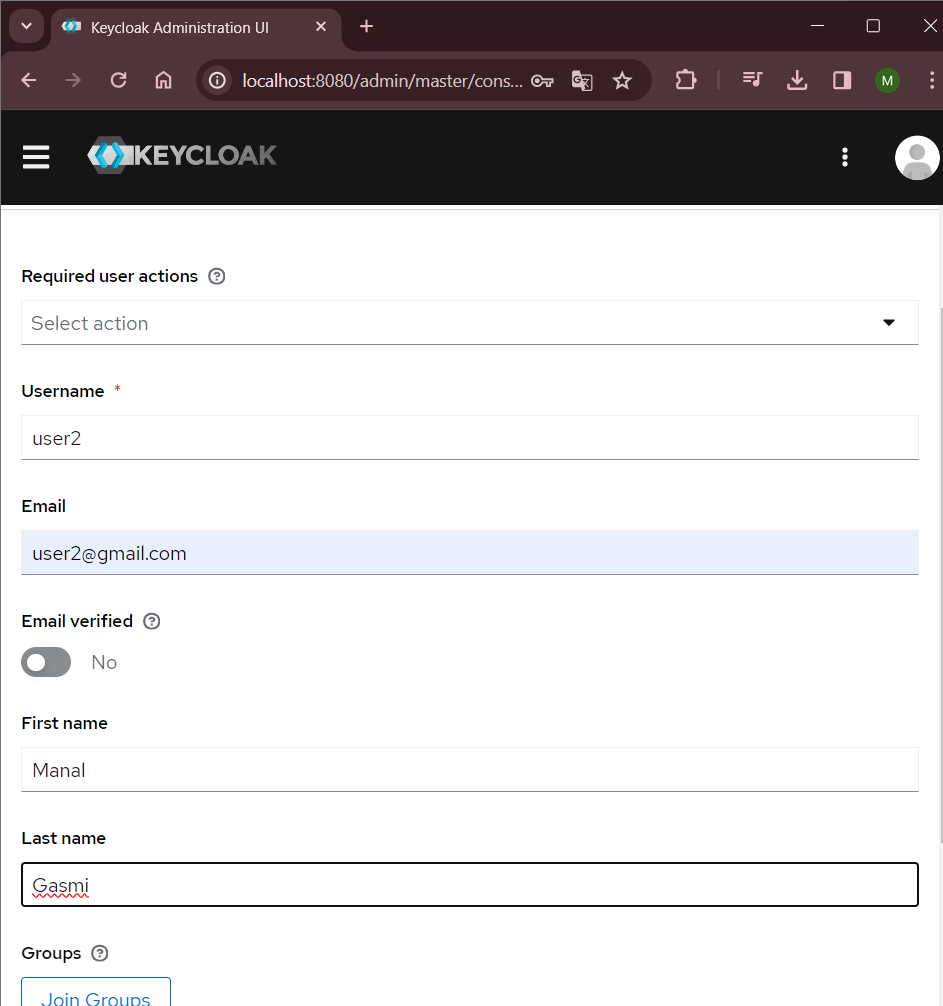 Keycloak Administration UI
localhost:8080/admin/master/cons...
M
KEYCLOAK
Required user actions
Select action
Username *
user2
Email
user2@gmail.com
Email verified
No
First name
Manal
Last name
Gasmi
Groups
Join Groups